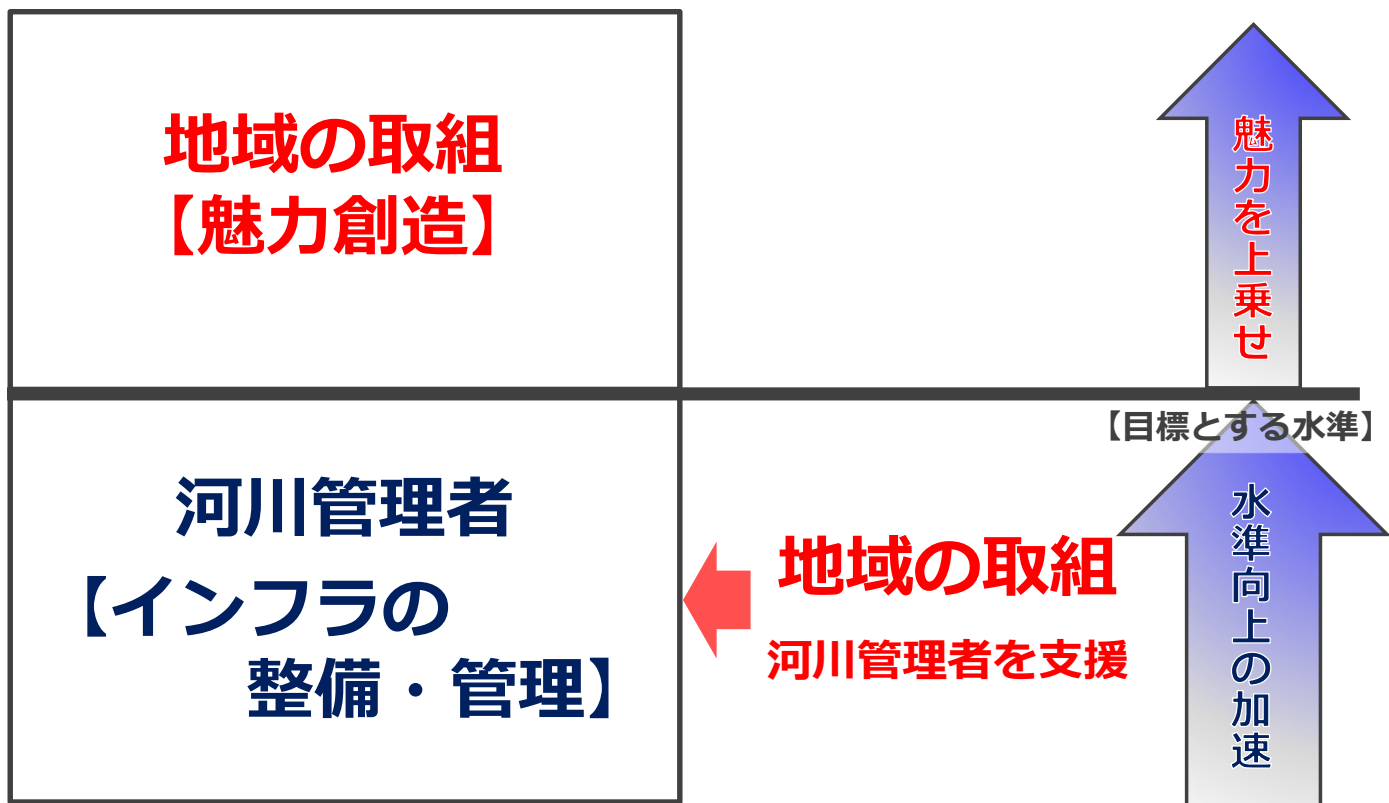 地域の取組
【魅力創造】
魅力を上乗せ
【目標とする水準】
河川管理者
【インフラの
整備・管理】
地域の取組
河川管理者を支援
水準向上の加速